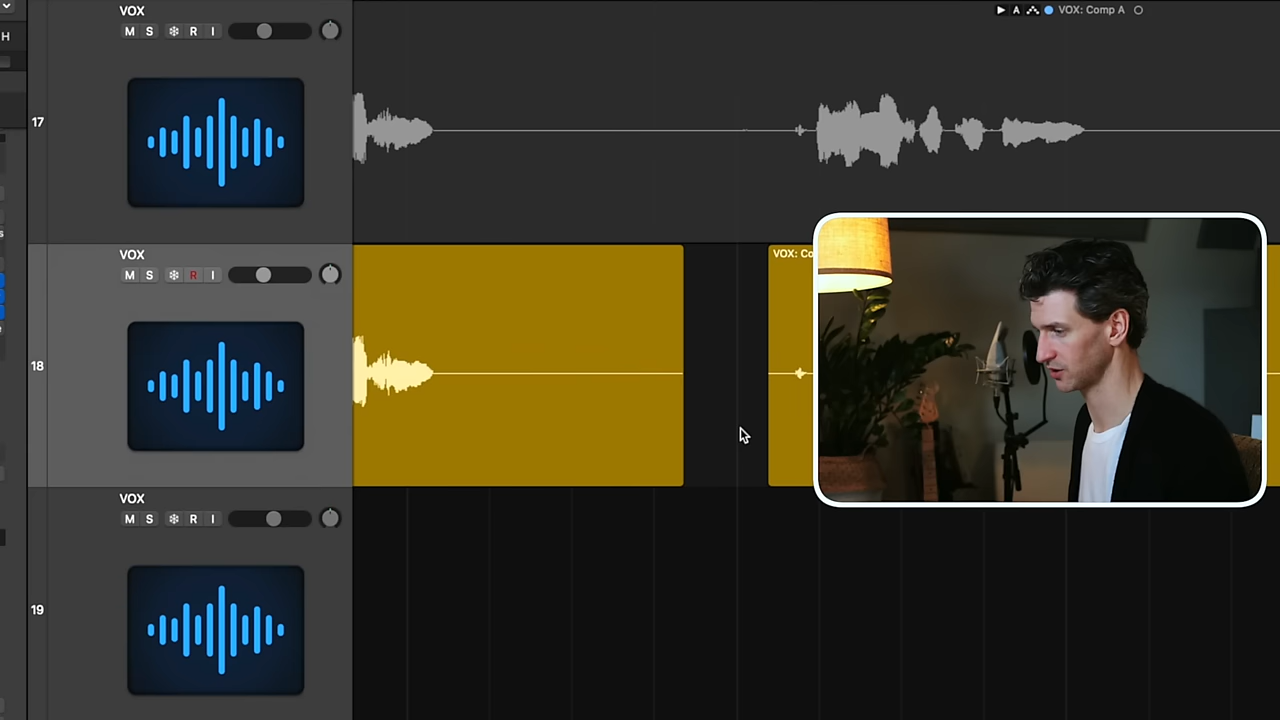 VOX
A VOX: Comp A
H
M S R I
17
VOX
VOX: Co
M S R I
18
VOX
M S R I
19